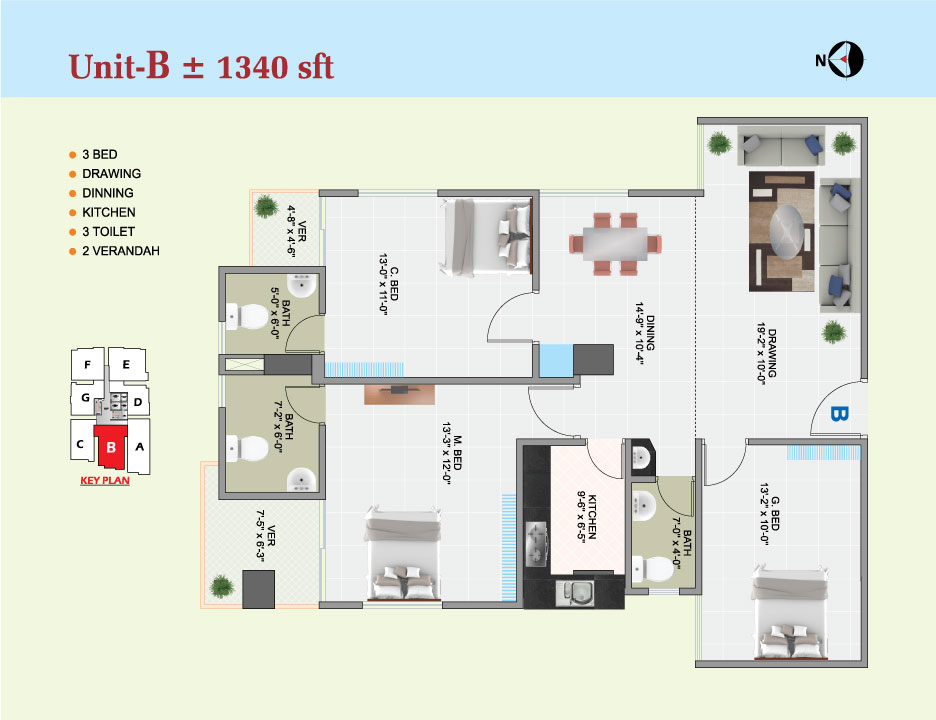 Unit-B ± 1340 sft
N
3 BED
DRAWING
DINNING
KITCHEN
3 TOILET
2 VERANDAH
VER
4'-8" x 4'-6"
C. BED
13'-0" x 11'-0"
BATH
5'-0" x 6'-0"
DINING
14'-9" x 10'-4"
DRAWING
19'-2" x 10'-0"
B
BATH
7'-2" x 6'-0"
M. BED
13'-3" x 12'-0"
VER
7'-5" x 6'-3"
KITCHEN
9'-6" x 6'-5"
BATH
7'-0" x 4'-0"
G. BED
13'-2" x 10'-0"
F
E
G
D
C
B
A
KEY PLAN